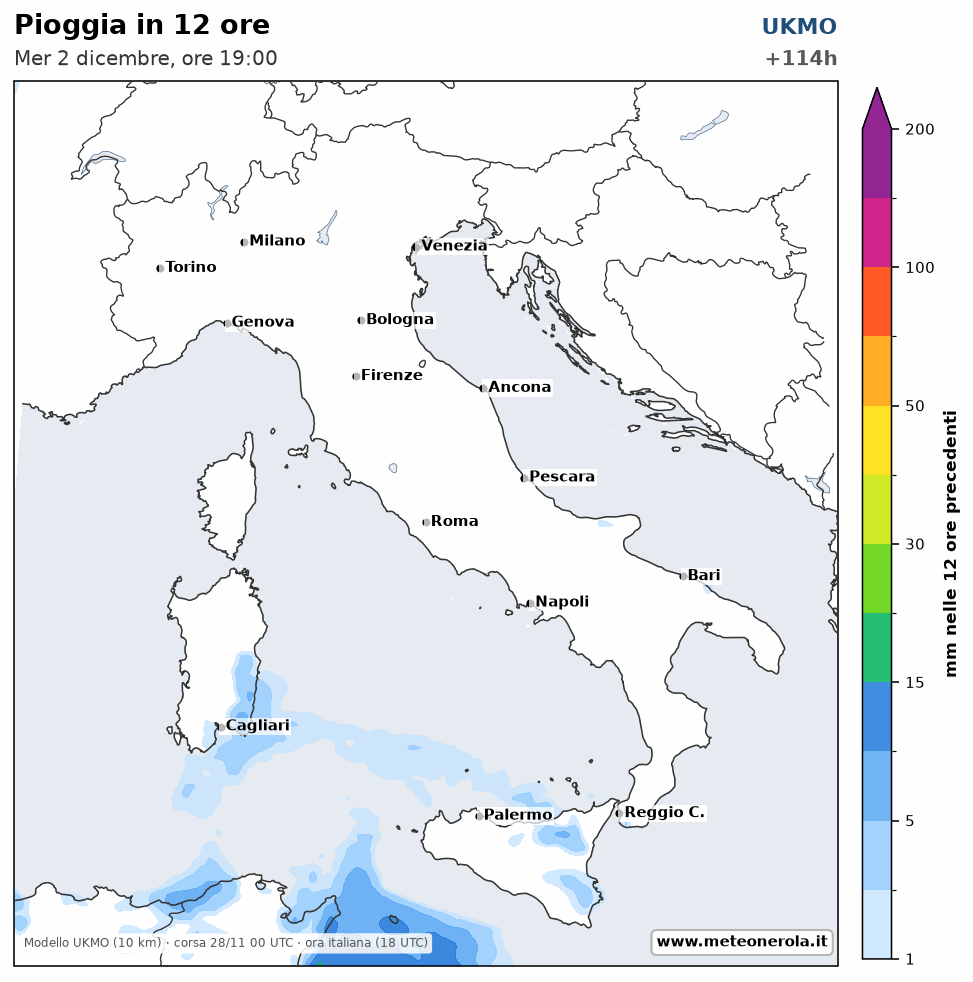 Pioggia in 12 ore
UKMO
Mer 2 dicembre, ore 19:00
+114h
200
Milano
Venezia
Torino
100
Bologna
Genova
Firenze
Ancona
50
Pescara
Roma
30
Bari
Napoli
15
Cagliari
Palermo
Reggio C.
5
mm nelle 12 ore precedenti
Modello UKMO (10 km) · corsa 28/11 00 UTC · ora italiana (18 UTC)
www.meteonerola.it
1